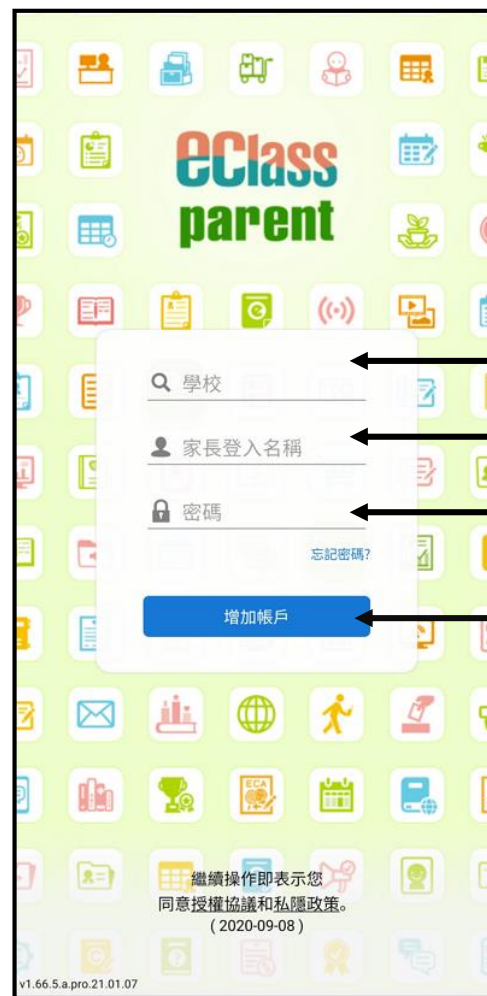 eClass
parent
學校
家長登入名稱
密碼
忘記密碼?
增加帳戶
ECA
繼續操作即表示您
同意授權協議和私隱政策。
( 2020-09-08 )
v1.66.5.a.pro.21.01.07